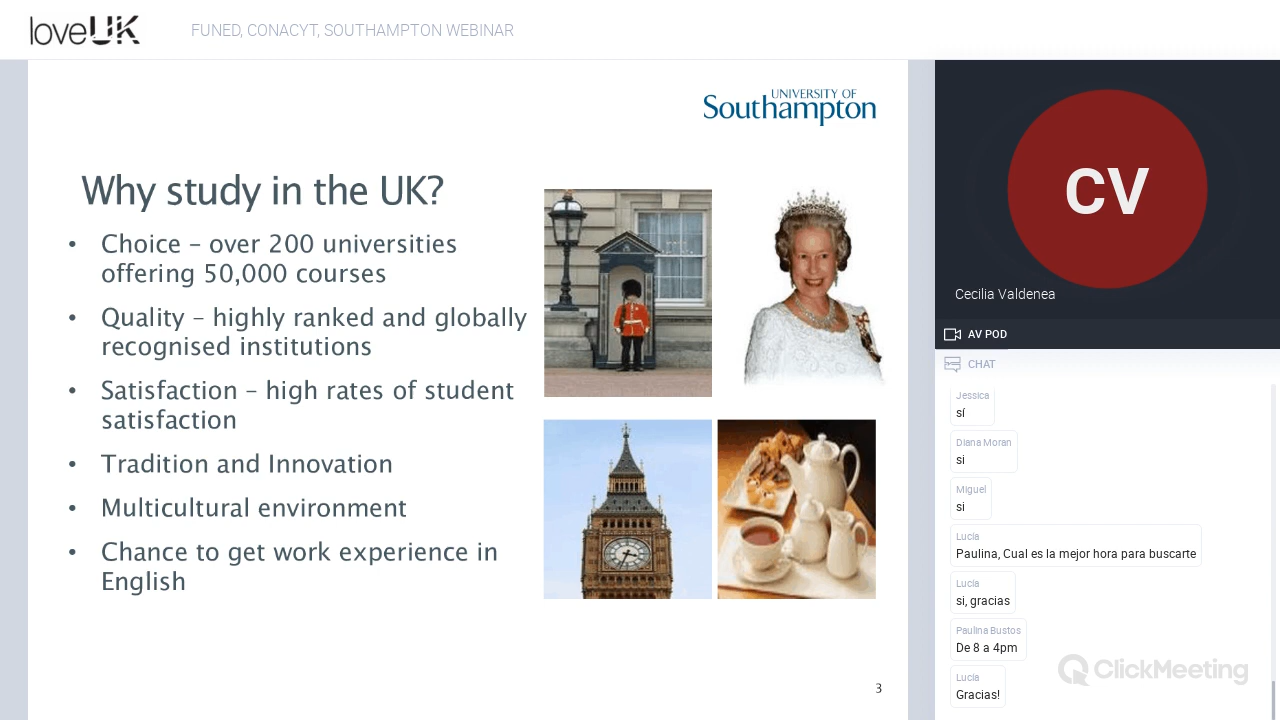 loveUK
FUNED, CONACYT, SOUTHAMPTON WEBINAR
UNIVERSITY OF
Southampton
Why study in the UK?
• Choice – over 200 universities
offering 50,000 courses
• Quality – highly ranked and globally
recognised institutions
• Satisfaction – high rates of student
satisfaction
• Tradition and Innovation
• Multicultural environment
• Chance to get work experience in
English
3
CV
Cecilia Valdenea
AV POD
CHAT
Jessica
sí
Diana Moran
si
Miguel
si
Lucía
Paulina, Cual es la mejor hora para buscarte
Lucía
si, gracias
Paulina Bustos
De 8 a 4pm
Lucía
Gracias!
ClickMeeting